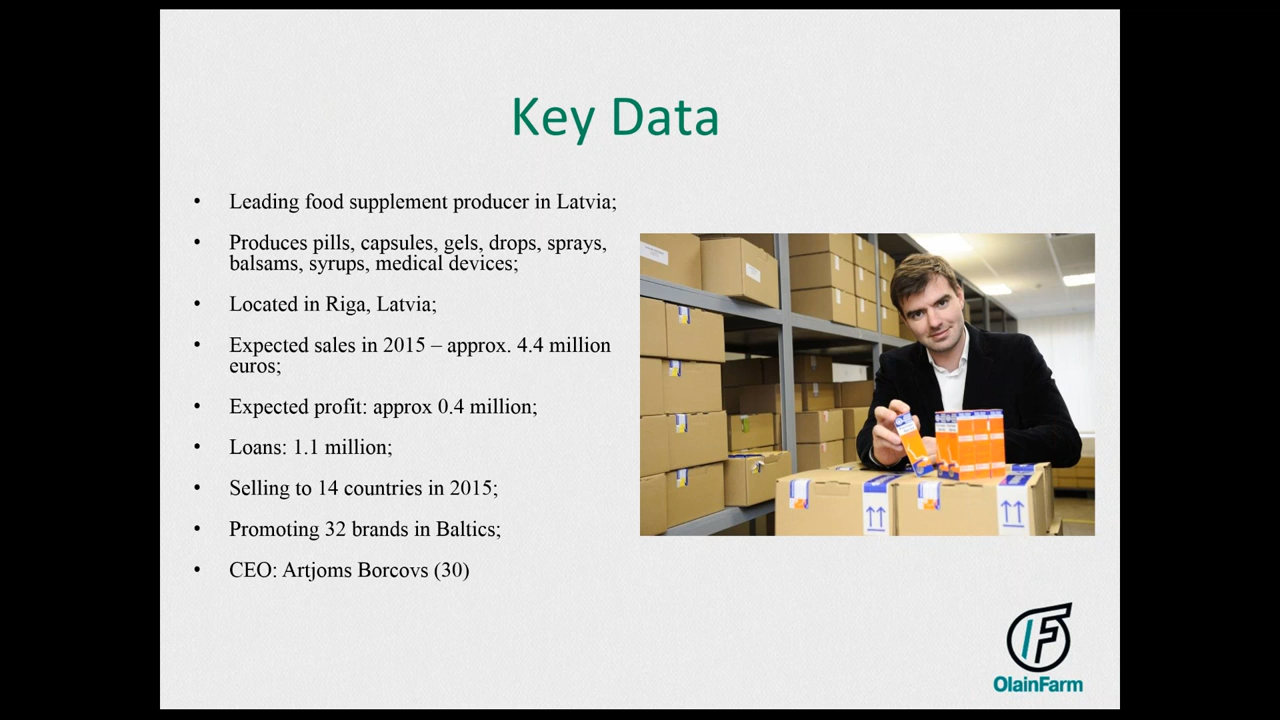 Key Data
• Leading food supplement producer in Latvia;
• Produces pills, capsules, gels, drops, sprays,
balsams, syrups, medical devices;
• Located in Riga, Latvia;
• Expected sales in 2015 – approx. 4.4 million
euros;
• Expected profit: approx 0.4 million;
• Loans: 1.1 million;
• Selling to 14 countries in 2015;
• Promoting 32 brands in Baltics;
• CEO: Artjoms Borcovs (30)
OlainFarm